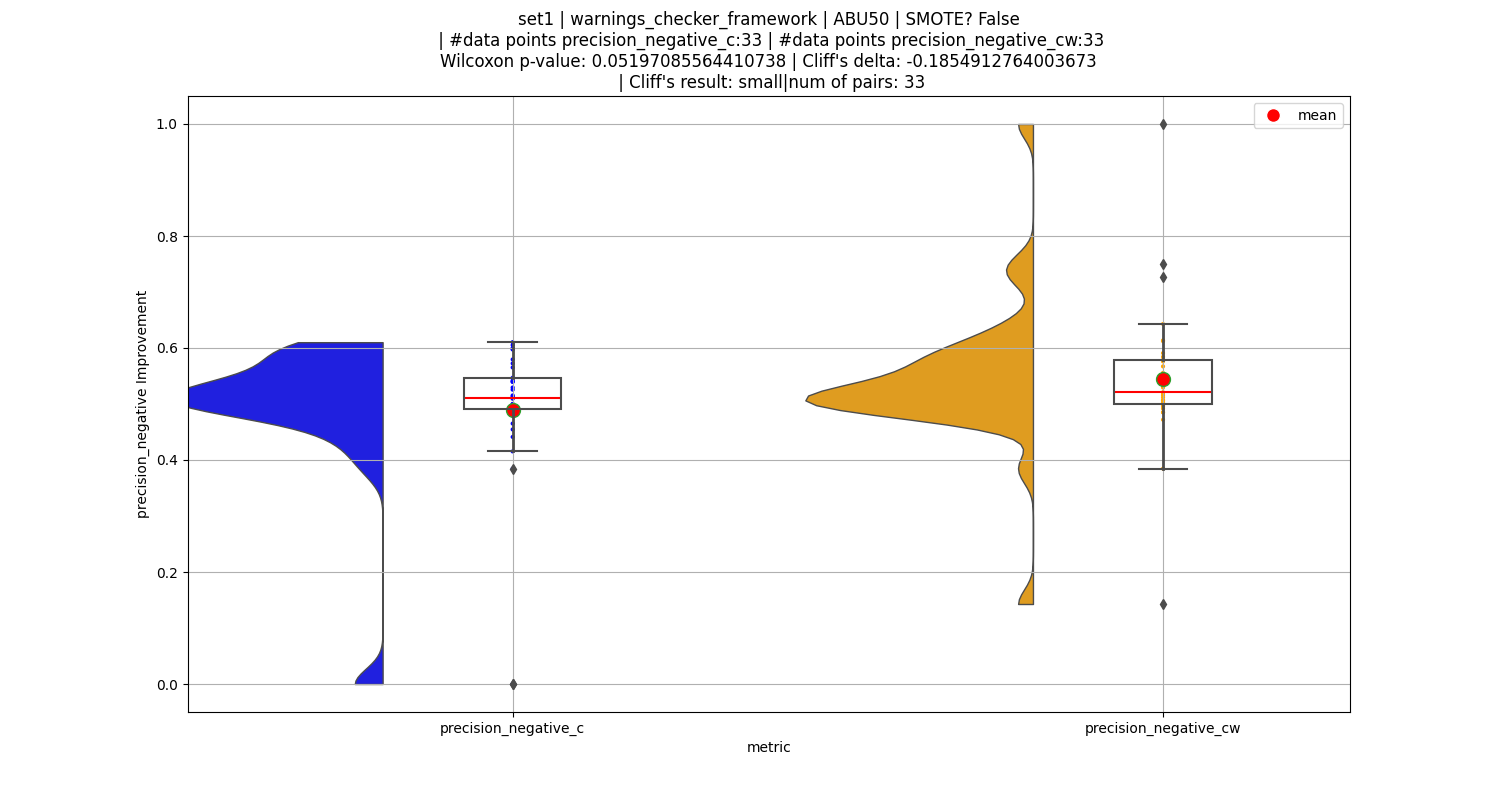 set1 | warnings_checker_framework | ABU50 | SMOTE? False
| #data points precision_negative_c:33 | #data points precision_negative_cw:33
Wilcoxon p-value: 0.05197085564410738 | Cliff's delta: -0.1854912764003673
| Cliff's result: small|num of pairs: 33
mean
1.0
0.8
0.6
0.4
0.2
0.0
precision_negative Improvement
precision_negative_c
precision_negative_cw
metric